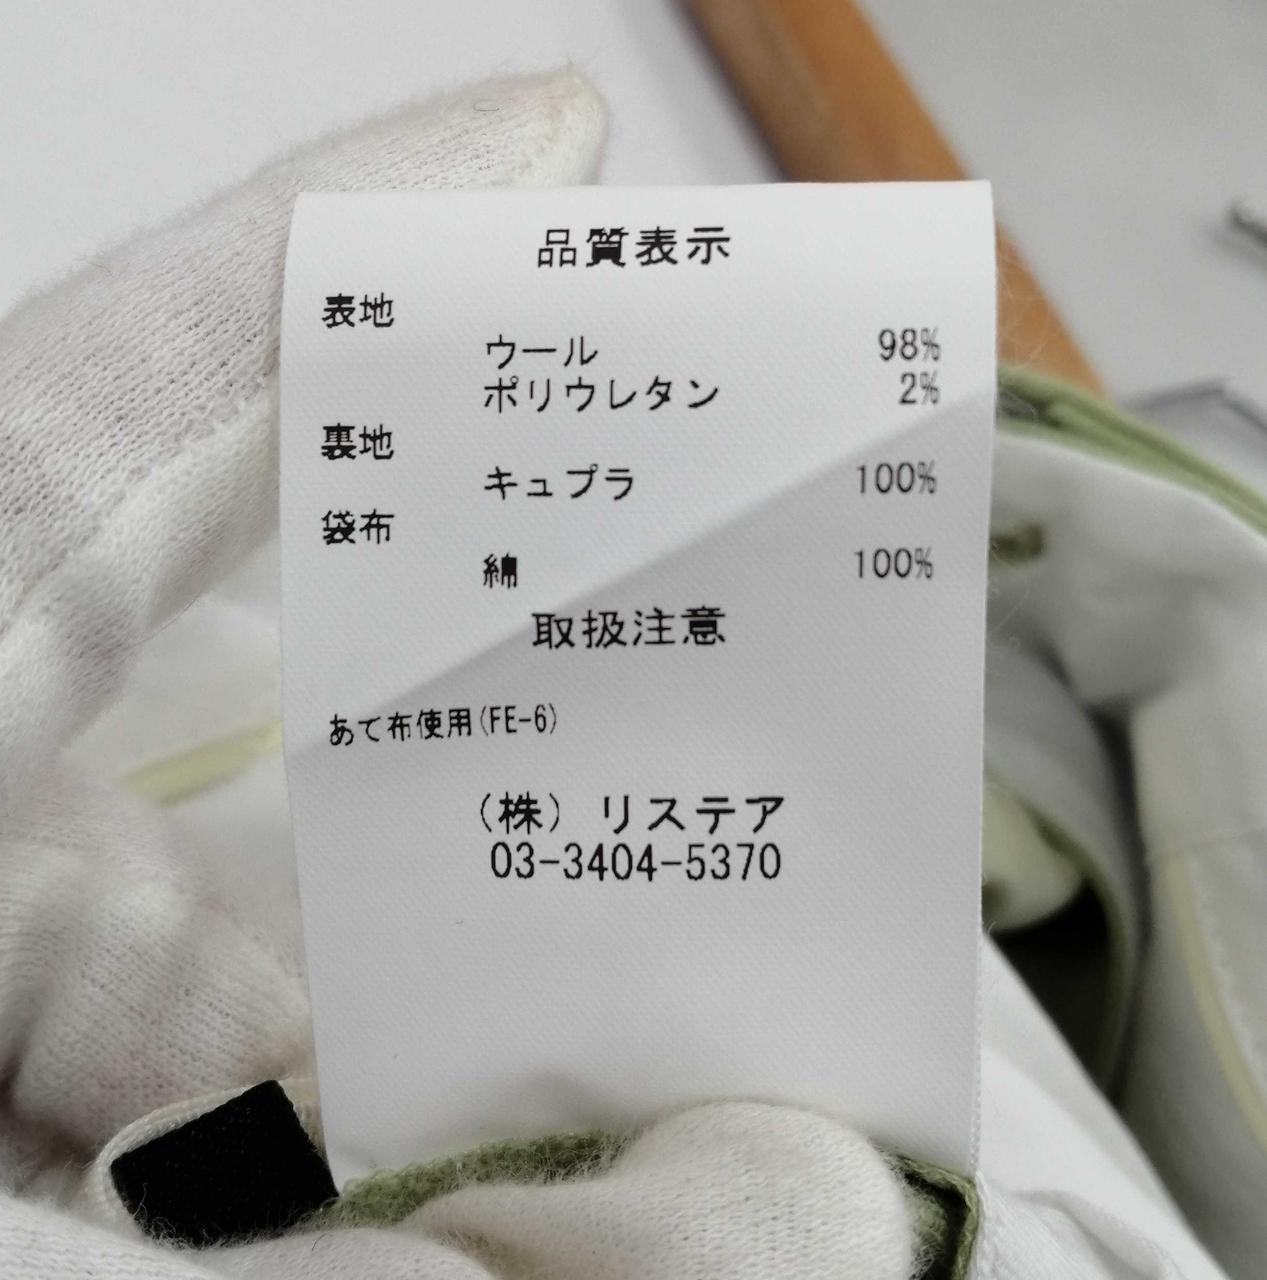 品質表示
表地
ウール 98%
ポリウレタン 2%
裏地
キュプラ 100%
袋布
綿 100%
取扱注意
あて布使用(FE-6)
(株) リステア
03-3404-5370